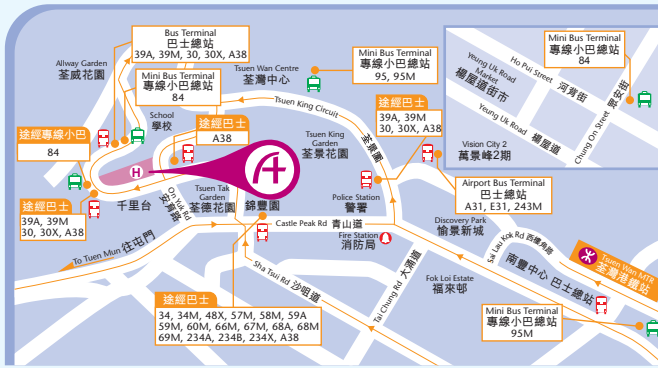 Bus Terminal
巴士總站
39A, 39M, 30, 30X, A38
Allway Garden
荃威花園
Mini Bus Terminal
專線小巴總站
84
Tsuen Wan Centre
荃灣中心
Mini Bus Terminal
專線小巴總站
95, 95M
Tsuen King Circuit
School
學校
途經專線小巴
84
途經巴士
A38
Tsuen King
Garden
荃景花園
荃景圍
途經巴士
39A, 39M
30, 30X, A38
H
途經巴士
39A, 39M
30, 30X, A38
千里台
On Yuk Rd
安育路
Tsuen Tak
Garden
荃德花園
錦豐園
Police Station
警署
Airport Bus Terminal
巴士總站
A31, E31, 243M
Castle Peak Rd 青山道
Fire Station
消防局
Discovery Park
愉景新城
To Tuen Mun 往屯門
Sha Tsui Rd 沙咀道
Tai Chung Rd 大涌道
Fok Loi Estate
福來邨
Sai Lau Kok Rd 西樓角路
南豐中心 巴士總站
Tsuen Wan MTR
荃灣港鐵站
途經巴士
34, 34M, 48X, 57M, 58M, 59A
59M, 60M, 66M, 67M, 68A, 68M
69M, 234A, 234B, 234X, A38
Mini Bus Terminal
專線小巴總站
95M
Mini Bus Terminal
專線小巴總站
84
Yeung Uk Road
Market
楊屋道街市
Ho Pui Street 河背街
Yeung Uk Road 楊屋道
Chung On Street 眾安街
Vision City 2
萬景峰2期